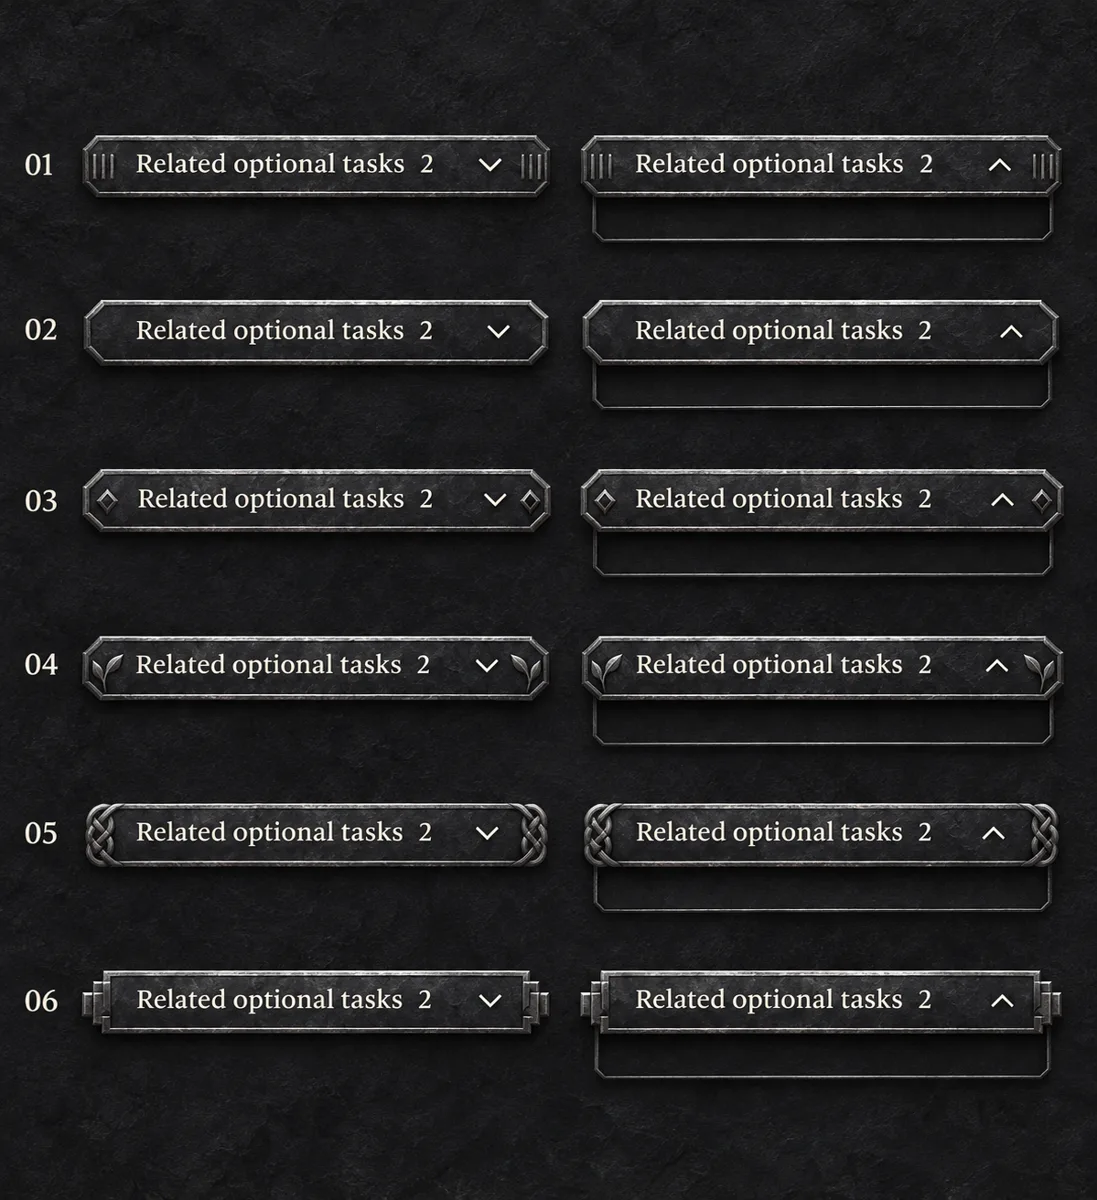 01 Related optional tasks 2 Related optional tasks 2
02 Related optional tasks 2 Related optional tasks 2
03 Related optional tasks 2 Related optional tasks 2
04 Related optional tasks 2 Related optional tasks 2
05 Related optional tasks 2 Related optional tasks 2
06 Related optional tasks 2 Related optional tasks 2